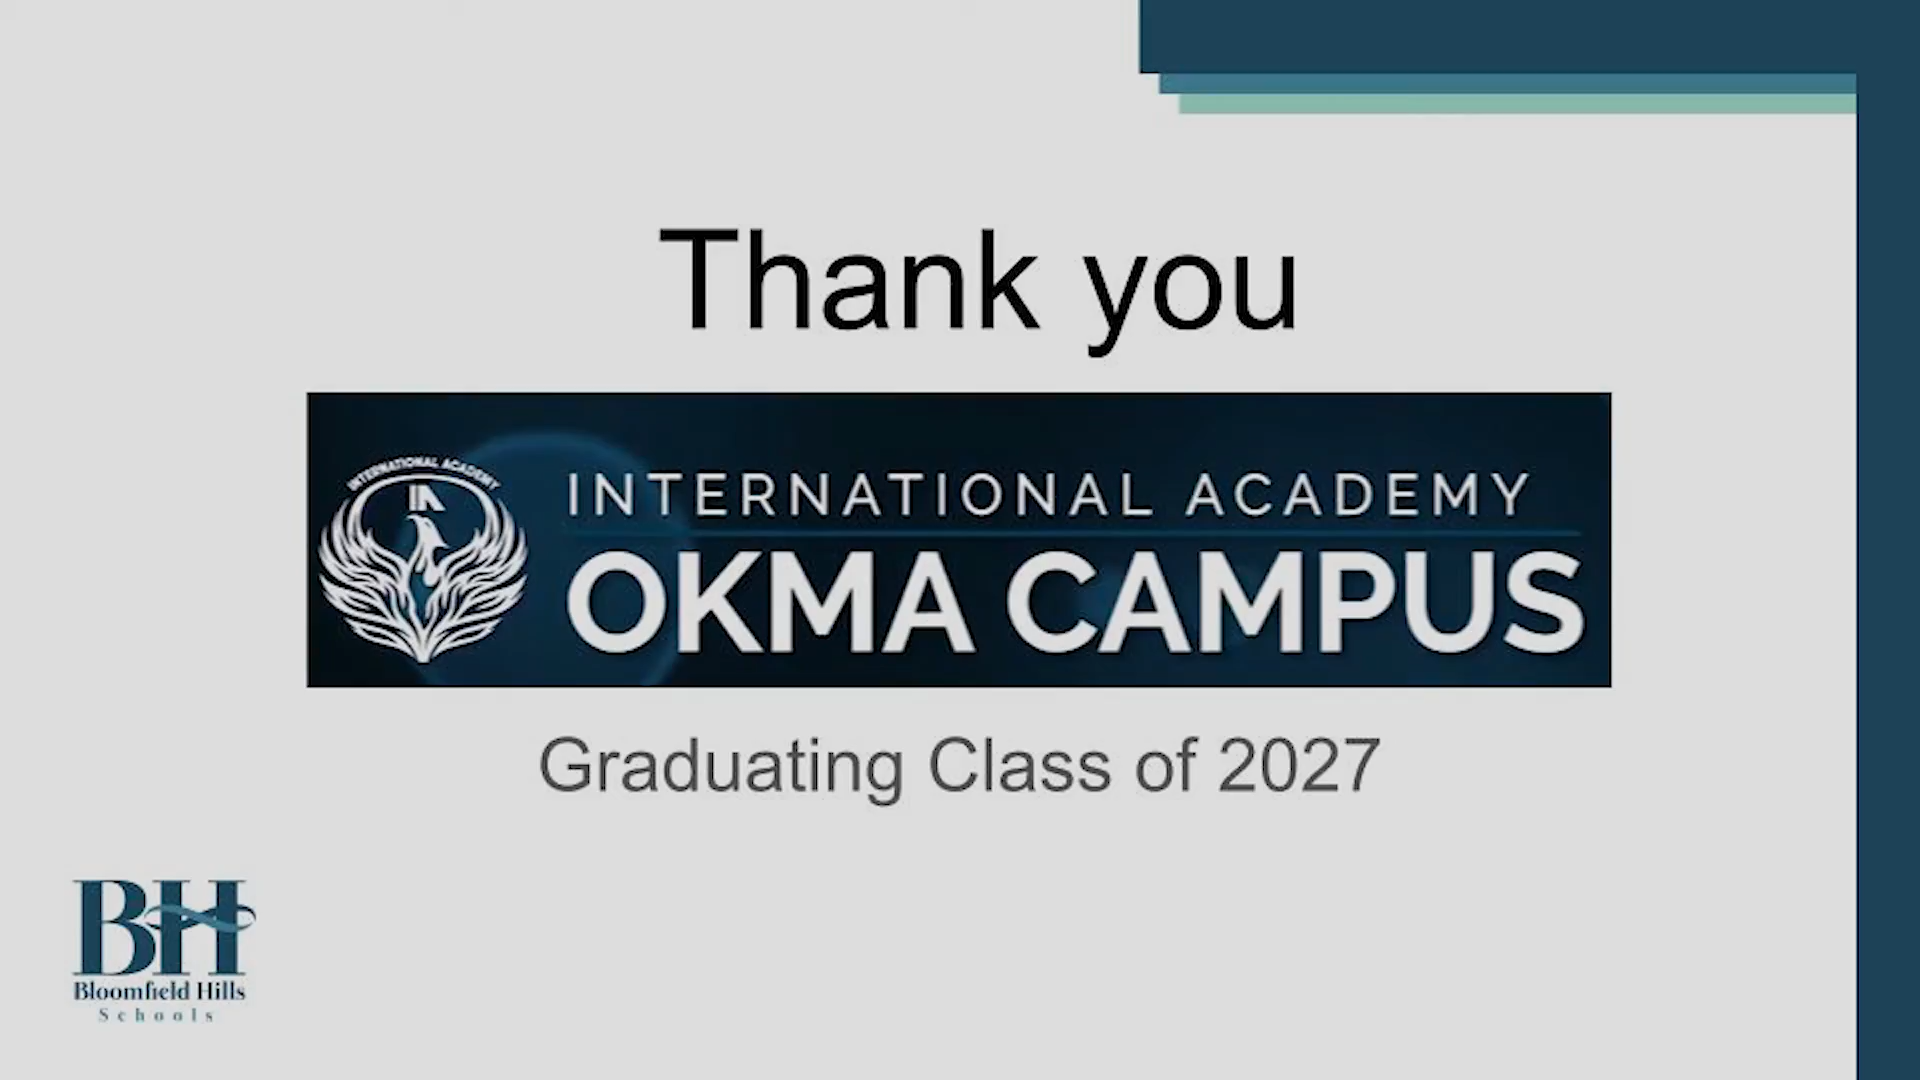 Thank you
INTERNATIONAL ACADEMY
IA
INTERNATIONAL ACADEMY
OKMA CAMPUS
Graduating Class of 2027
BH
Bloomfield Hills
Schools